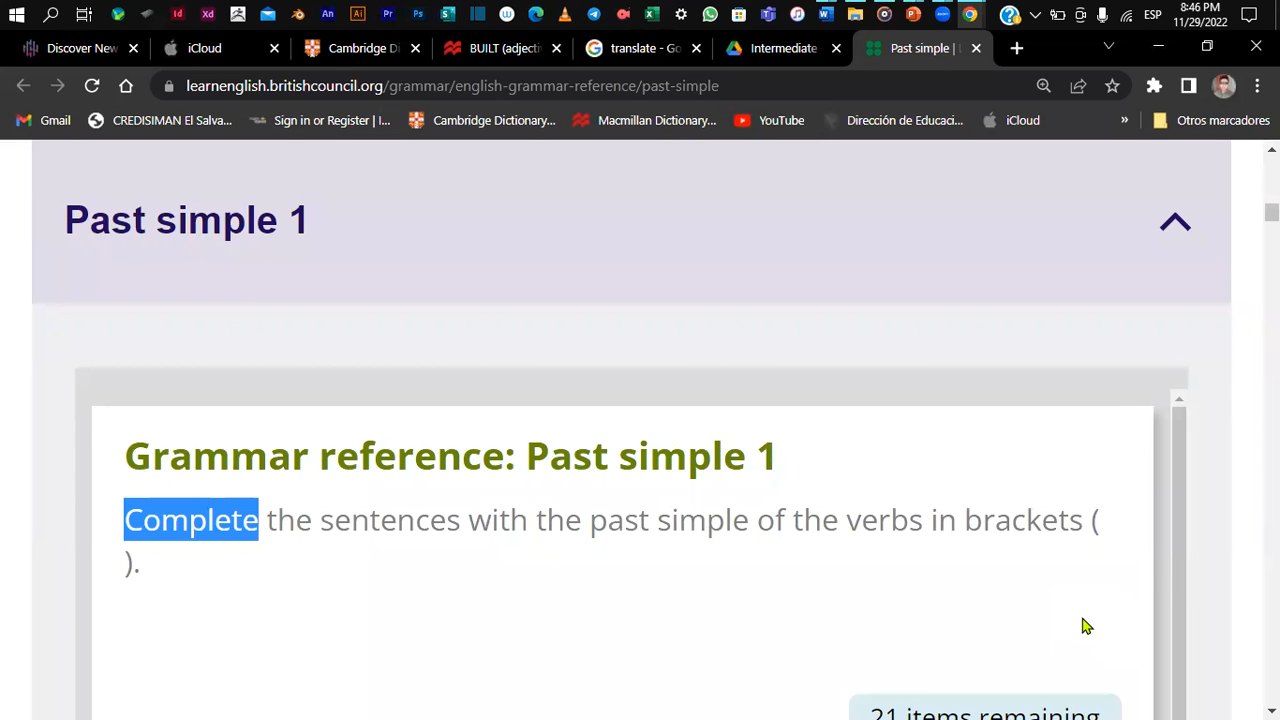 ESP
8:46 PM
11/29/2022
Discover New
iCloud
Cambridge Di
BUILT (adjecti
translate - Go
Intermediate
Past simple |
learnenglish.britishcouncil.org/grammar/english-grammar-reference/past-simple
Gmail
CREDISIMAN El Salva...
Sign in or Register | I...
Cambridge Dictionary...
Macmillan Dictionary...
YouTube
Dirección de Educaci...
iCloud
»
Otros marcadores
Past simple 1
Grammar reference: Past simple 1
Complete the sentences with the past simple of the verbs in brackets (
).
21 items remaining